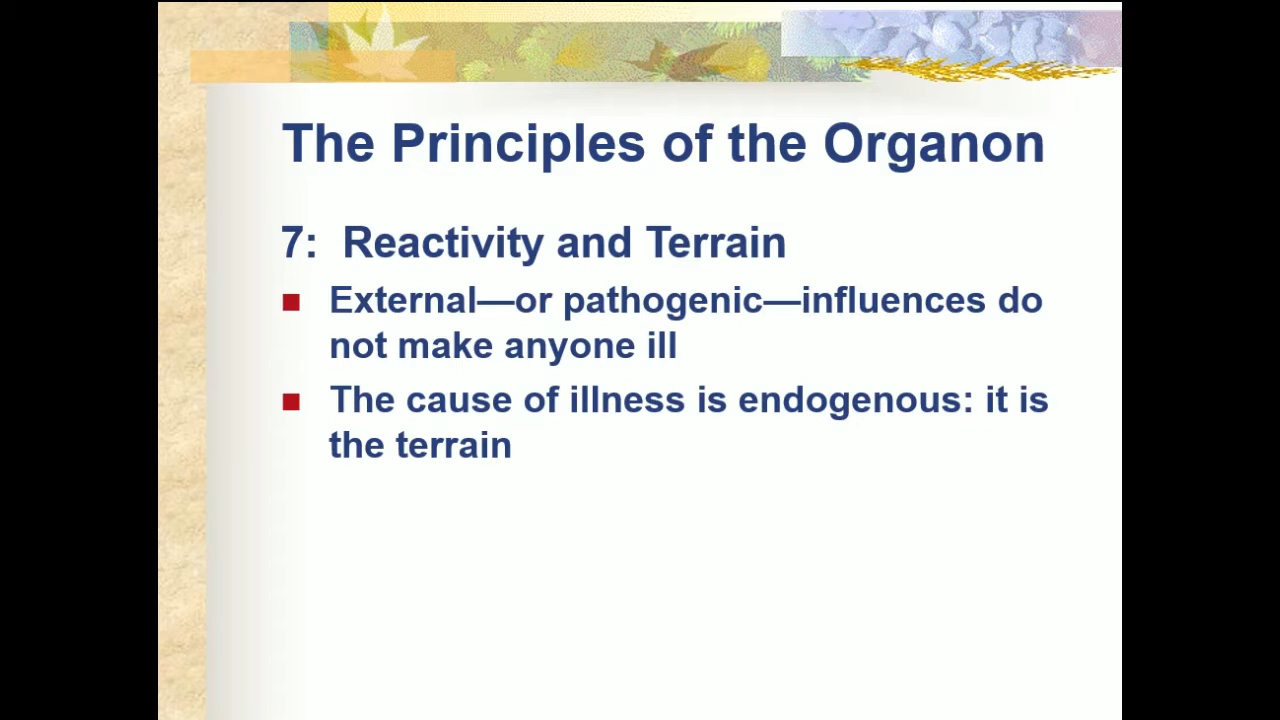 The Principles of the Organon
7: Reactivity and Terrain
External—or pathogenic—influences do
not make anyone ill
The cause of illness is endogenous: it is
the terrain